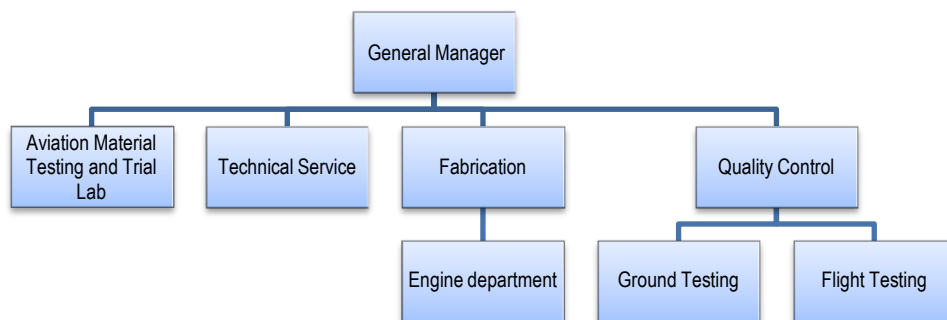 General Manager
Aviation Material
Testing and Trial
Lab
Technical Service
Fabrication
Quality Control
Engine department
Ground Testing
Flight Testing